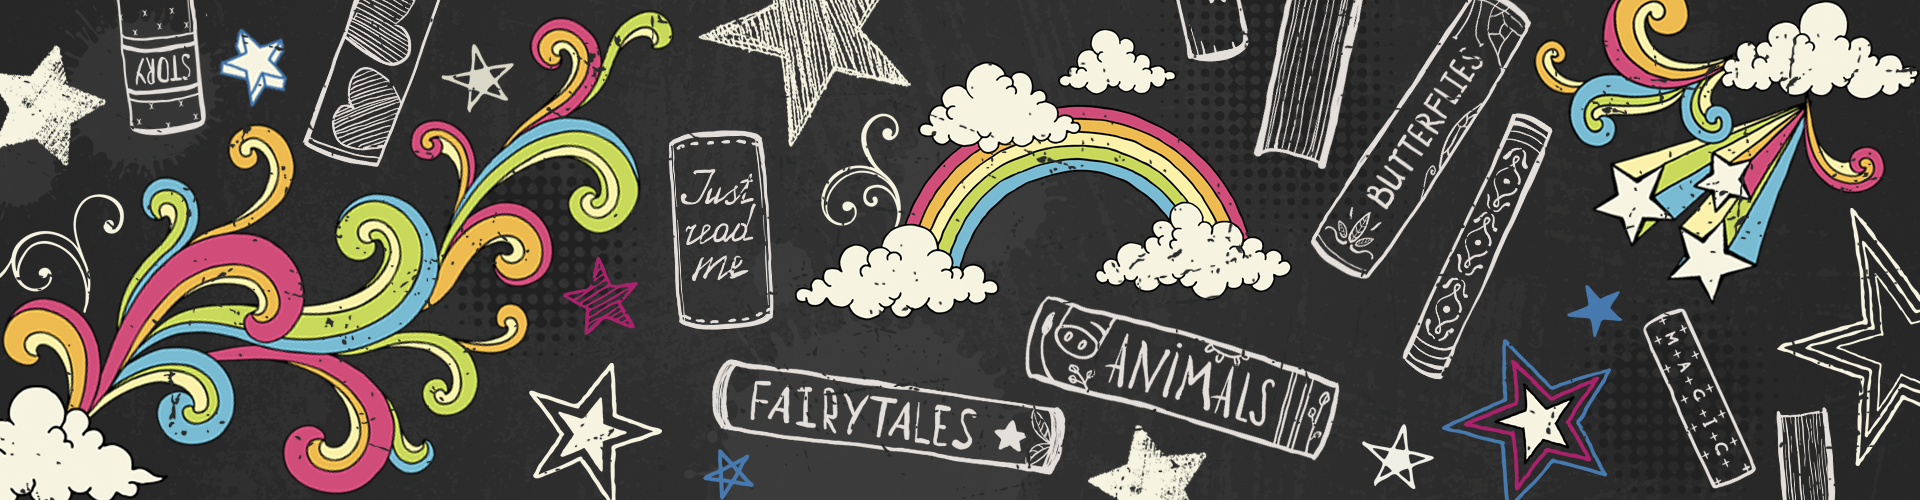 STORY
Just
read
me
BUTTERFLIES
FAIRYTALES
ANiMALS
MAGIC